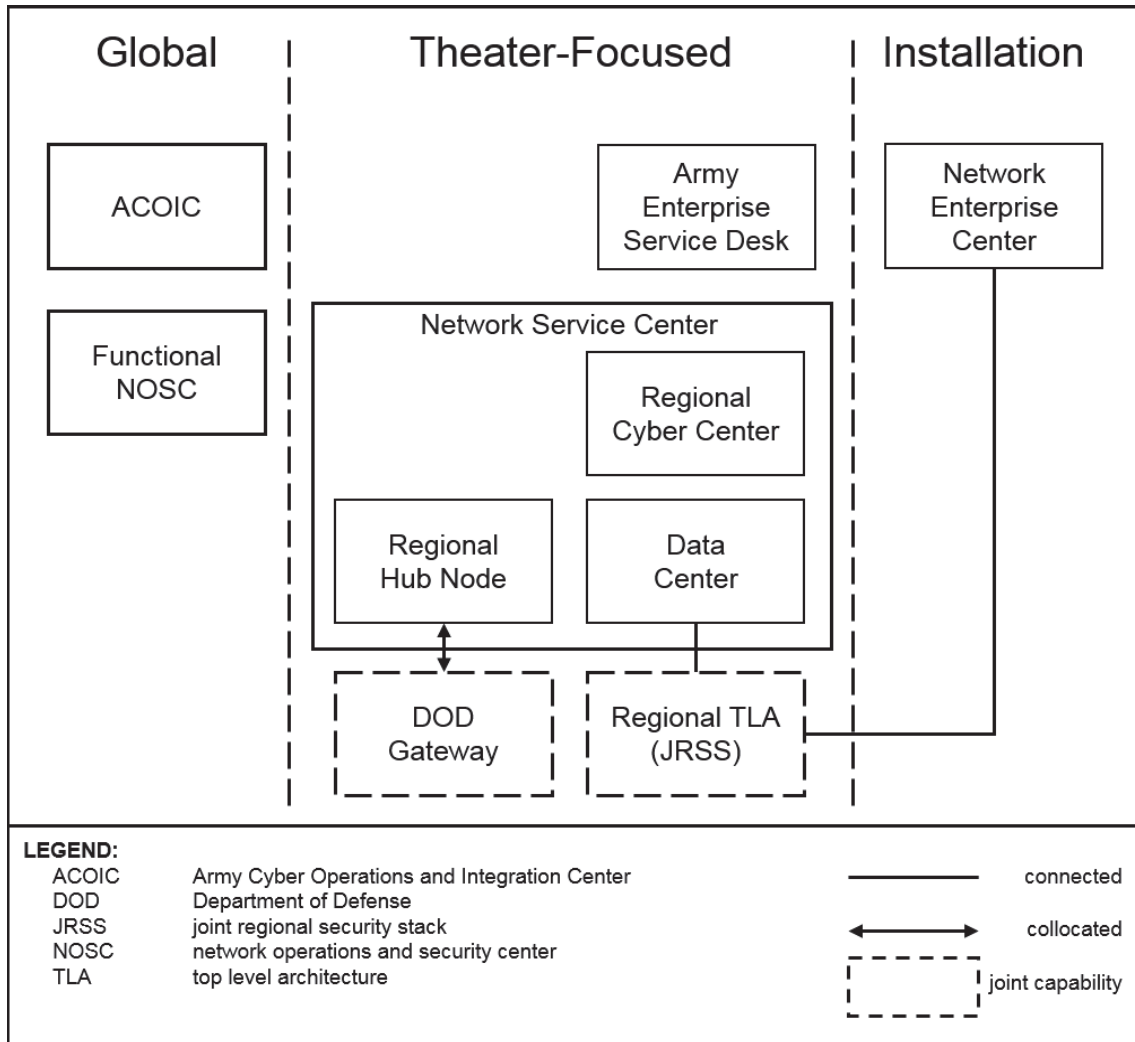 Global
Theater-Focused
Installation
ACOIC
Army
Enterprise
Service Desk
Network
Enterprise
Center
Functional
NOSC
Network Service Center
Regional
Cyber Center
Regional
Hub Node
Data
Center
DOD
Gateway
Regional TLA
(JRSS)
LEGEND:
ACOIC Army Cyber Operations and Integration Center
DOD Department of Defense
JRSS joint regional security stack
NOSC network operations and security center
TLA top level architecture
connected
collocated
joint capability